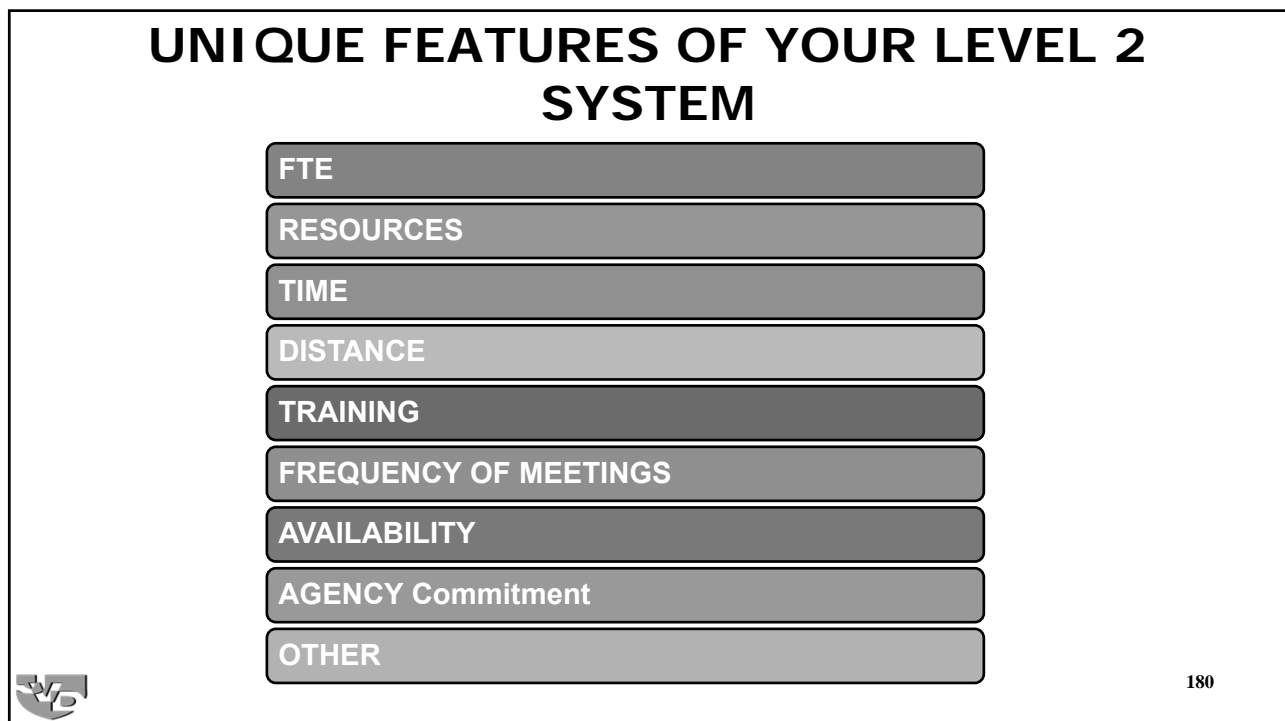 UNIQUE FEATURES OF YOUR LEVEL 2
SYSTEM
FTE
RESOURCES
TIME
DISTANCE
TRAINING
FREQUENCY OF MEETINGS
AVAILABILITY
AGENCY Commitment
OTHER
180